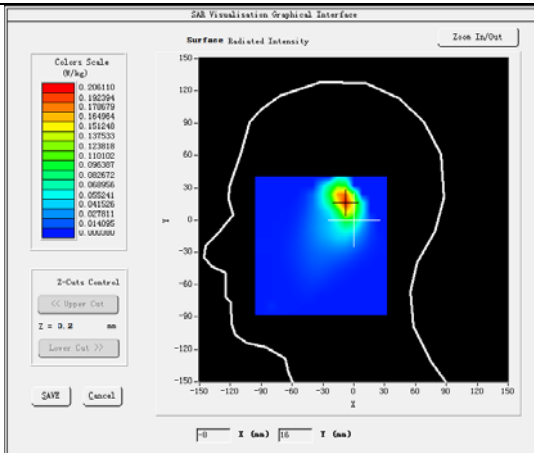 SAR Visualisation Graphical Interface
Surface Radiated Intensity
Zoom In/Out
Colors Scale
(W/kg)
0.206110
0.192394
0.178679
0.164964
0.151248
0.137533
0.123818
0.110102
0.096387
0.082672
0.068956
0.055241
0.041526
0.027811
0.014095
0.000380
150
120
90
60
30
0
-30
-60
-90
-120
-150
Y
-150 -120 -90 -60 -30 0 30 60 90 120 150
X
Z-Cuts Control
<< Upper Cut
Z = 0.2 mm
Lower Cut >>
SAVE Cancel
-8 X (mm) 16 Y (mm)